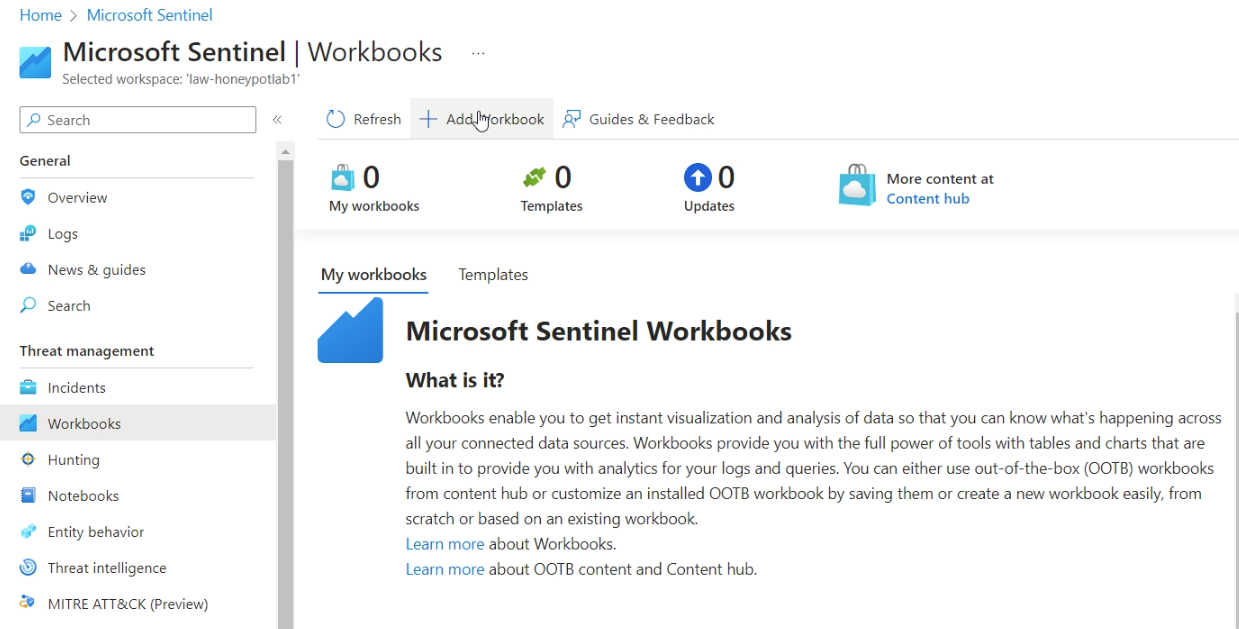 Home > Microsoft Sentinel
Microsoft Sentinel | Workbooks ...
Selected workspace: 'law-honeypotlab1'
Search «
Refresh + Add Workbook Guides & Feedback
General
Overview
Logs
News & guides
Search
Threat management
Incidents
Workbooks
Hunting
Notebooks
Entity behavior
Threat intelligence
MITRE ATT&CK (Preview)
0
My workbooks
0
Templates
0
Updates
More content at
Content hub
My workbooks Templates
Microsoft Sentinel Workbooks
What is it?
Workbooks enable you to get instant visualization and analysis of data so that you can know what's happening across
all your connected data sources. Workbooks provide you with the full power of tools with tables and charts that are
built in to provide you with analytics for your logs and queries. You can either use out-of-the-box (OOTB) workbooks
from content hub or customize an installed OOTB workbook by saving them or create a new workbook easily, from
scratch or based on an existing workbook.
Learn more about Workbooks.
Learn more about OOTB content and Content hub.